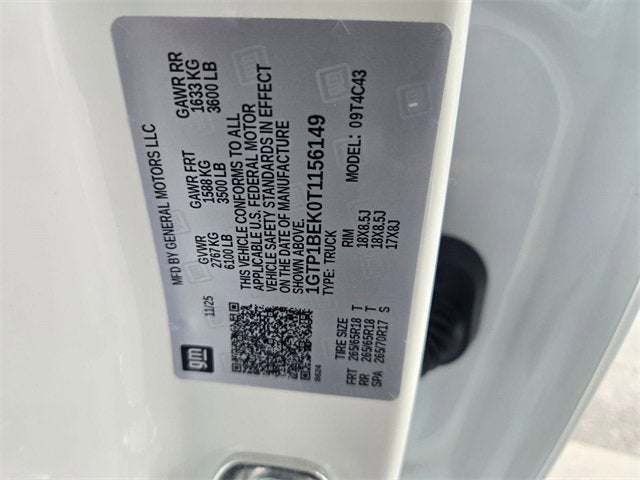 gm
11/25
MFD BY GENERAL MOTORS LLC
GVWR GAWR FRT GAWR RR
2767 KG 1588 KG 1633 KG
6100 LB 3500 LB 3600 LB
THIS VEHICLE CONFORMS TO ALL
APPLICABLE U.S. FEDERAL MOTOR
VEHICLE SAFETY STANDARDS IN EFFECT
ON THE DATE OF MANUFACTURE
SHOWN ABOVE.
1GTP1BEK0T1156149
TYPE: TRUCK MODEL: 09T4C43
TIRE SIZE RIM
FRT 265/65R18 T 18X8.5J
RR 265/65R18 T 18X8.5J
SPA 265/70R17 S 17X8J